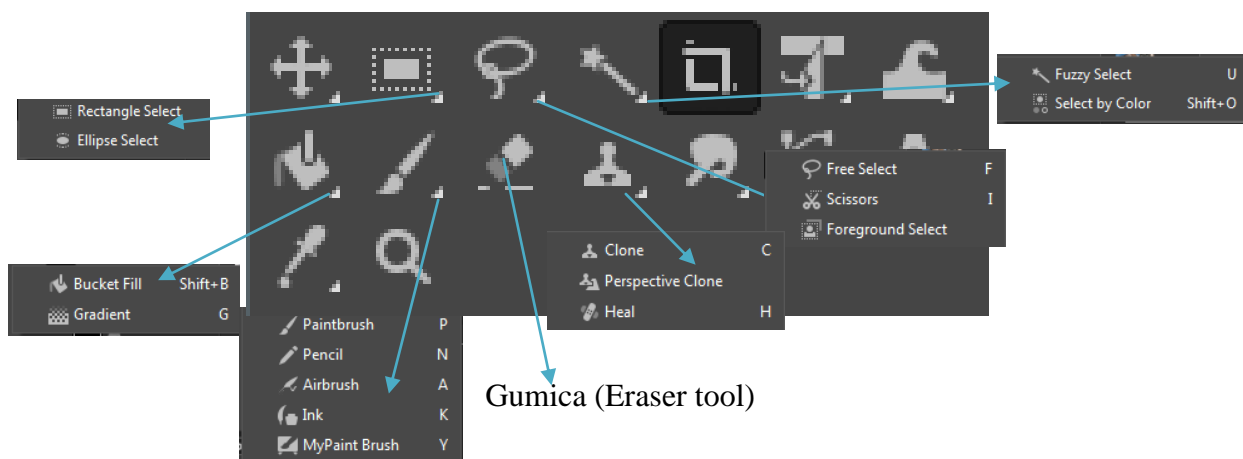 Rectangle Select
Ellipse Select
Fuzzy Select U
Select by Color Shift+O
Free Select F
Scissors I
Foreground Select
Clone C
Perspective Clone
Heal H
Bucket Fill Shift+B
Gradient G
Paintbrush P
Pencil N
Airbrush A
Ink K
MyPaint Brush Y
Gumica (Eraser tool)